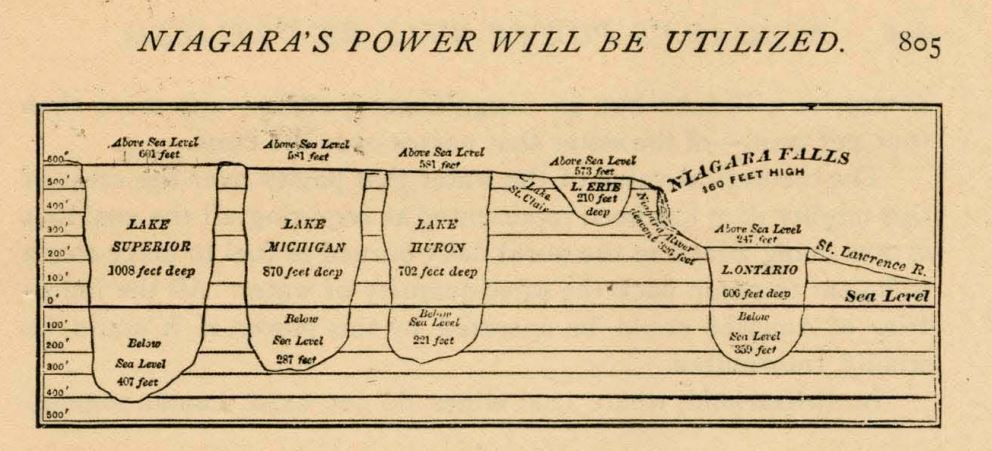 NIAGARA'S POWER WILL BE UTILIZED. 805
Above Sea Level
601 feet
Above Sea Level
581 feet
Above Sea Level
581 feet
Above Sea Level
573 feet
NIAGARA FALLS
160 FEET HIGH
600'
500'
400'
300'
200'
100'
0'
100'
200'
300'
400'
500'
LAKE
SUPERIOR
1008 feet deep
Below
Sea Level
407 feet
LAKE
MICHIGAN
870 feet deep
Below
Sea Level
287 feet
LAKE
HURON
702 feet deep
Below
Sea Level
221 feet
Lake
St. Clair
L. ERIE
210 feet
deep
Niagara River
descent 326 feet
Above Sea Level
247 feet
L. ONTARIO
606 feet deep
Below
Sea Level
359 feet
St. Lawrence R.
Sea Level